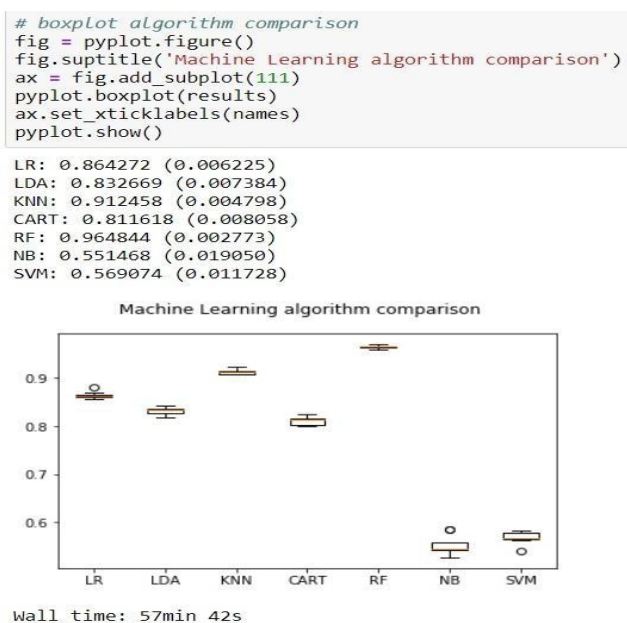 # boxplot algorithm comparison
fig = pyplot.figure()
fig.suptitle('Machine Learning algorithm comparison')
ax = fig.add_subplot(111)
pyplot.boxplot(results)
ax.set_xticklabels(names)
pyplot.show()
LR: 0.864272 (0.006225)
LDA: 0.832669 (0.007384)
KNN: 0.912458 (0.004798)
CART: 0.811618 (0.008058)
RF: 0.964844 (0.002773)
NB: 0.551468 (0.019050)
SVM: 0.569074 (0.011728)
Machine Learning algorithm comparison
0.9
0.8
0.7
0.6
LR LDA KNN CART RF NB SVM
Wall time: 57min 42s